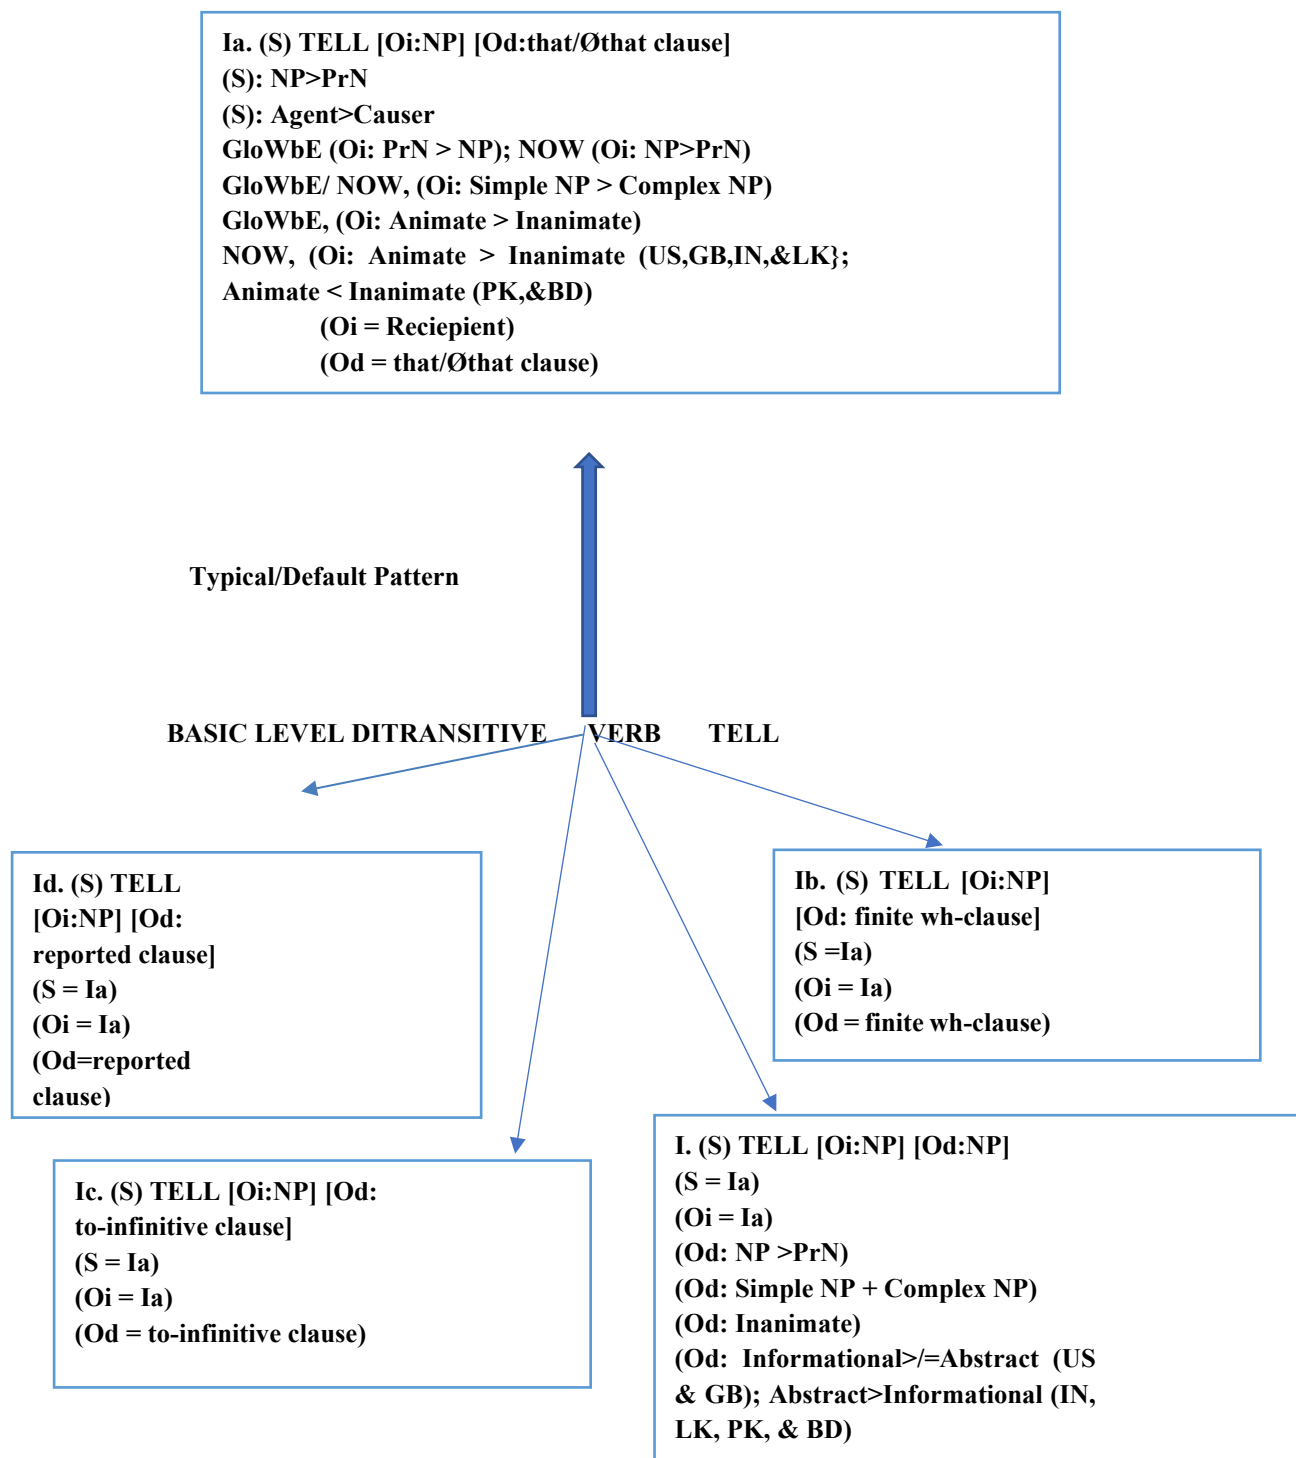 Ia. (S) TELL [Oi:NP] [Od:that/Øthat clause]
(S): NP>PrN
(S): Agent>Causer
GloWbE (Oi: PrN > NP); NOW (Oi: NP>PrN)
GloWbE/ NOW, (Oi: Simple NP > Complex NP)
GloWbE, (Oi: Animate > Inanimate)
NOW, (Oi: Animate > Inanimate (US,GB,IN,&LK};
Animate < Inanimate (PK,&BD)
(Oi = Reciepient)
(Od = that/Øthat clause)
Typical/Default Pattern
BASIC LEVEL DITRANSITIVE VERB TELL
Id. (S) TELL
[Oi:NP] [Od:
reported clause]
(S = Ia)
(Oi = Ia)
(Od=reported
clause)
Ib. (S) TELL [Oi:NP]
[Od: finite wh-clause]
(S =Ia)
(Oi = Ia)
(Od = finite wh-clause)
Ic. (S) TELL [Oi:NP] [Od:
to-infinitive clause]
(S = Ia)
(Oi = Ia)
(Od = to-infinitive clause)
I. (S) TELL [Oi:NP] [Od:NP]
(S = Ia)
(Oi = Ia)
(Od: NP >PrN)
(Od: Simple NP + Complex NP)
(Od: Inanimate)
(Od: Informational>/=Abstract (US
& GB); Abstract>Informational (IN,
LK, PK, & BD)